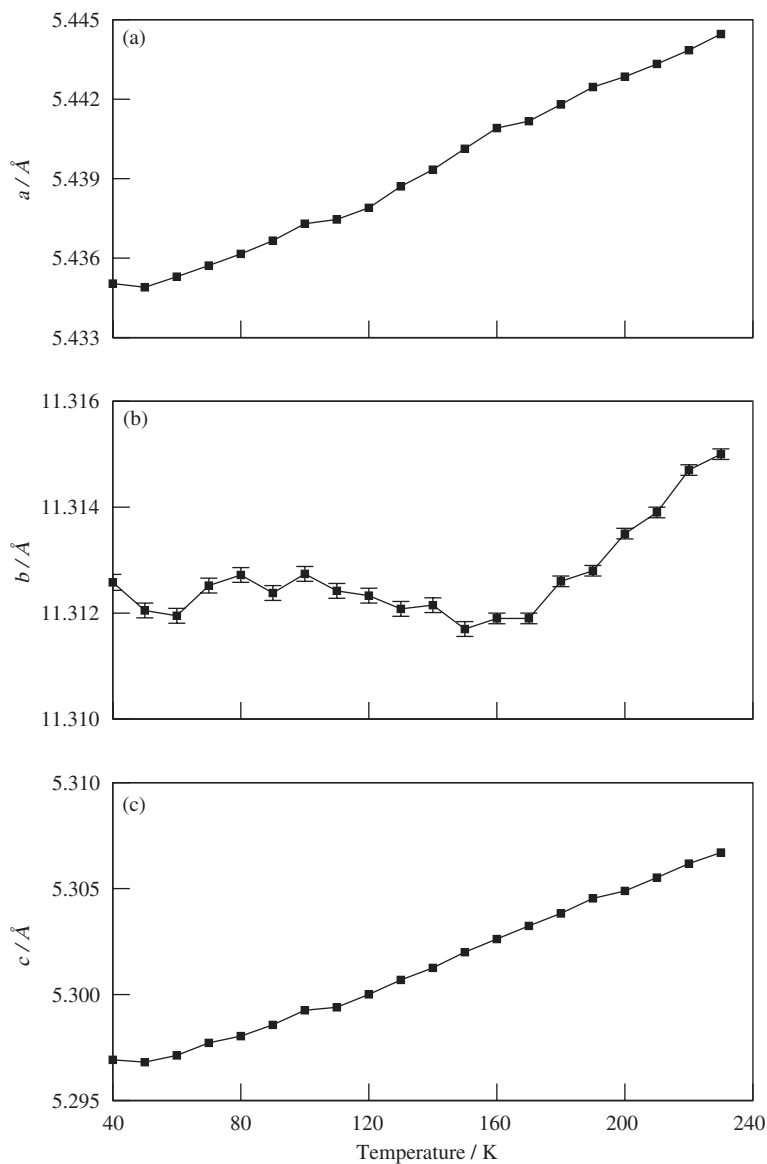 (a)
5.445
5.442
5.439
5.436
5.433
a / Å
(b)
11.316
11.314
11.312
11.310
b / Å
(c)
5.310
5.305
5.300
5.295
c / Å
40 80 120 160 200 240
Temperature / K